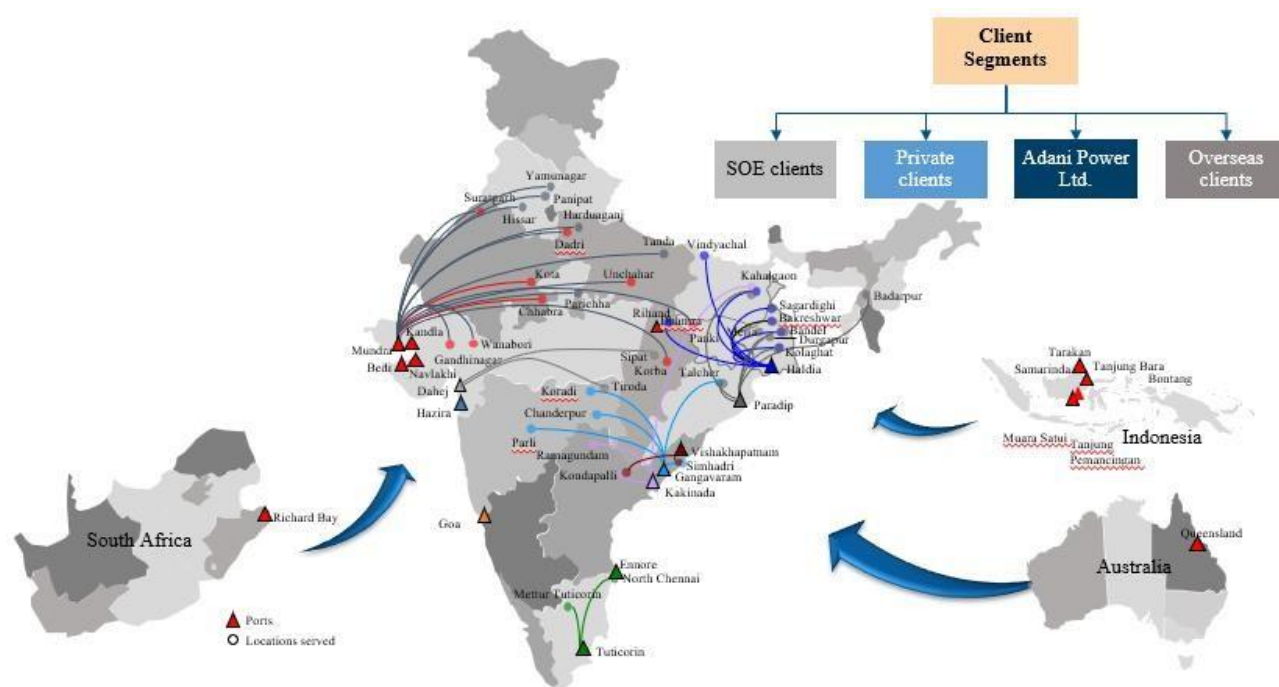 Client
Segments
SOE clients
Private
clients
Adani Power
Ltd.
Overseas
clients
Yamunagar
Suratgarh
Panipat
Hissar
Harduaganj
Dadri
Tanda
Vindyachal
Kota
Unchahar
Kahalgaon
Chhabra
Parichha
Sagardighi
Badarpur
Rihand
Bakreshwar
Kandla
Bandel
Mundra
Wanabori
Panki
Mejia
Durgapur
Gandhinagar
Sipat
Kolaghat
Bedi
Navlakhi
Korba
Talcher
Haldia
Dahej
Tiroda
Koradi
Hazira
Chanderpur
Paradip
Parli
Ramagundam
Vishakhapatnam
Simhadri
Kondapalli
Gangavaram
Kakinada
Goa
Ennore
North Chennai
Mettur Tuticorin
Tuticorin
Tarakan
Samarinda
Tanjung Bara
Bontang
Muara Satui
Tanjung
Pemancingan
Indonesia
Richard Bay
South Africa
Queensland
Australia
Ports
Locations served